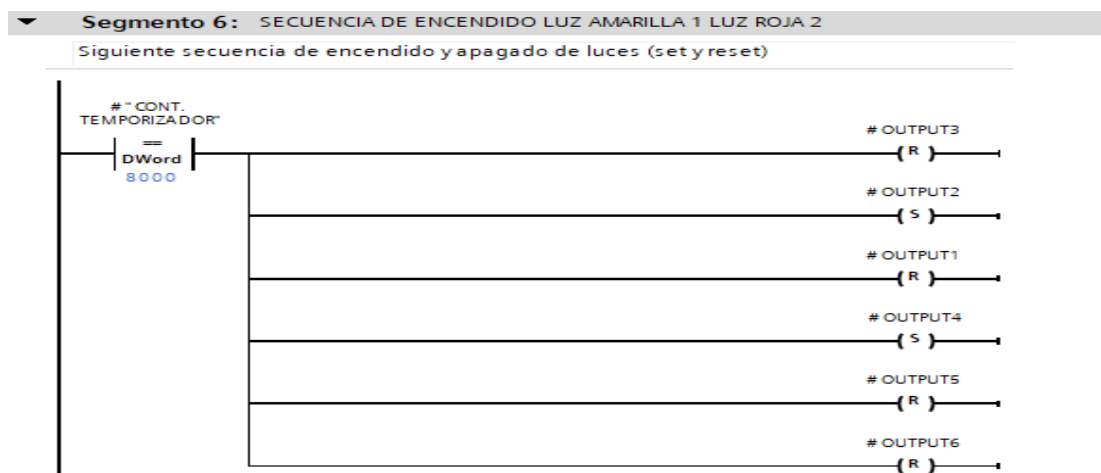 Segmento 6: SECUENCIA DE ENCENDIDO LUZ AMARILLA 1 LUZ ROJA 2
Siguiente secuencia de encendido y apagado de luces (set y reset)
#"CONT.
TEMPORIZADOR"
==
DWord
8000
#OUTPUT3
R
#OUTPUT2
S
#OUTPUT1
R
#OUTPUT4
S
#OUTPUT5
R
#OUTPUT6
R